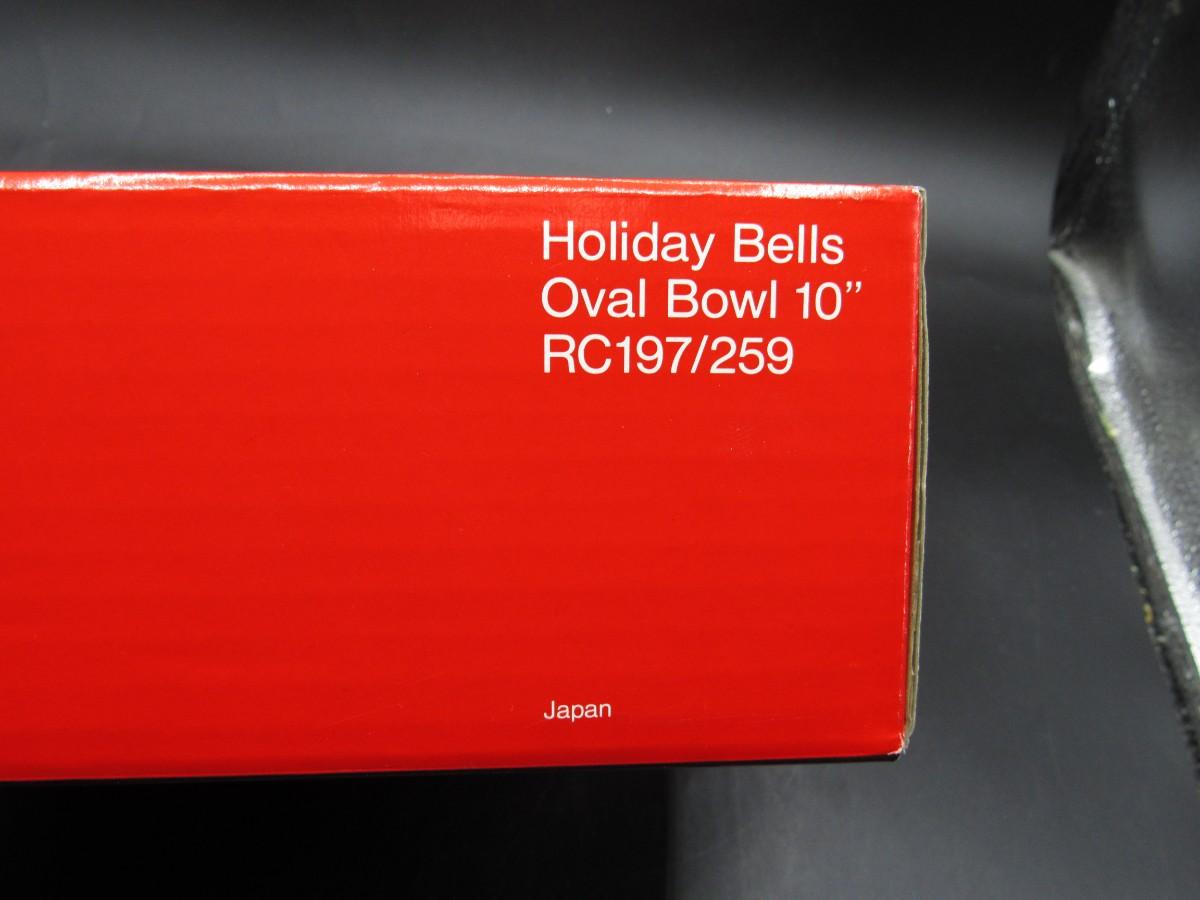 Holiday Bells
Oval Bowl 10”
RC197/259
Japan